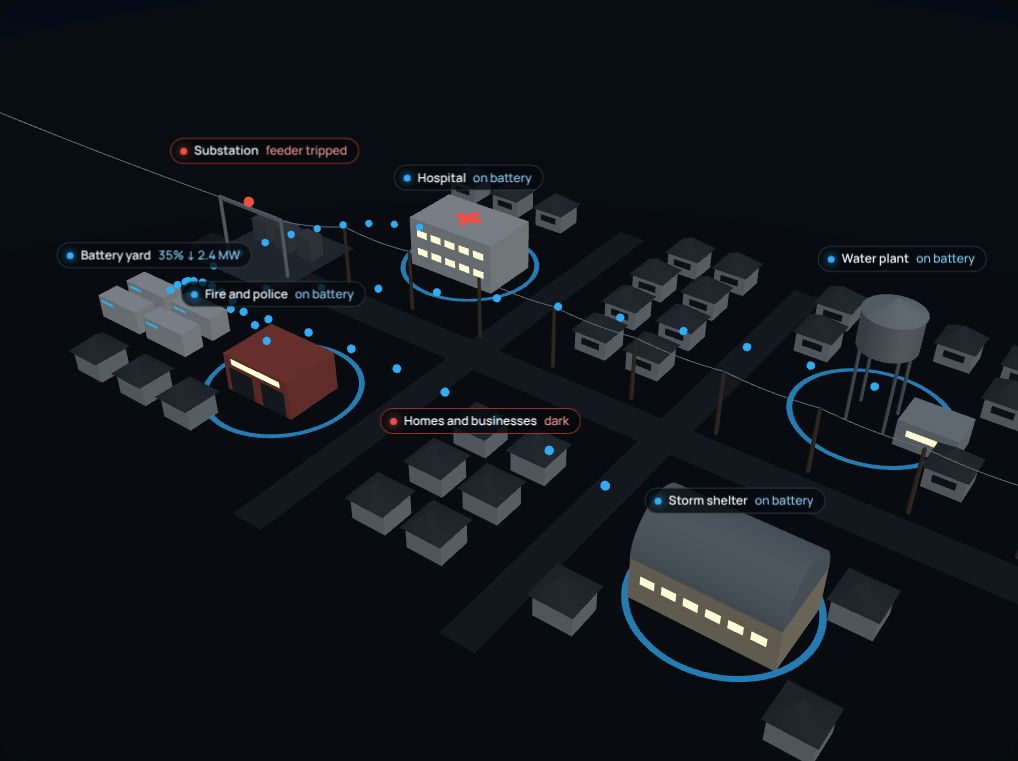 Substation feeder tripped
Hospital on battery
Battery yard 35% ↓ 2.4 MW
Water plant on battery
Fire and police on battery
Homes and businesses dark
Storm shelter on battery